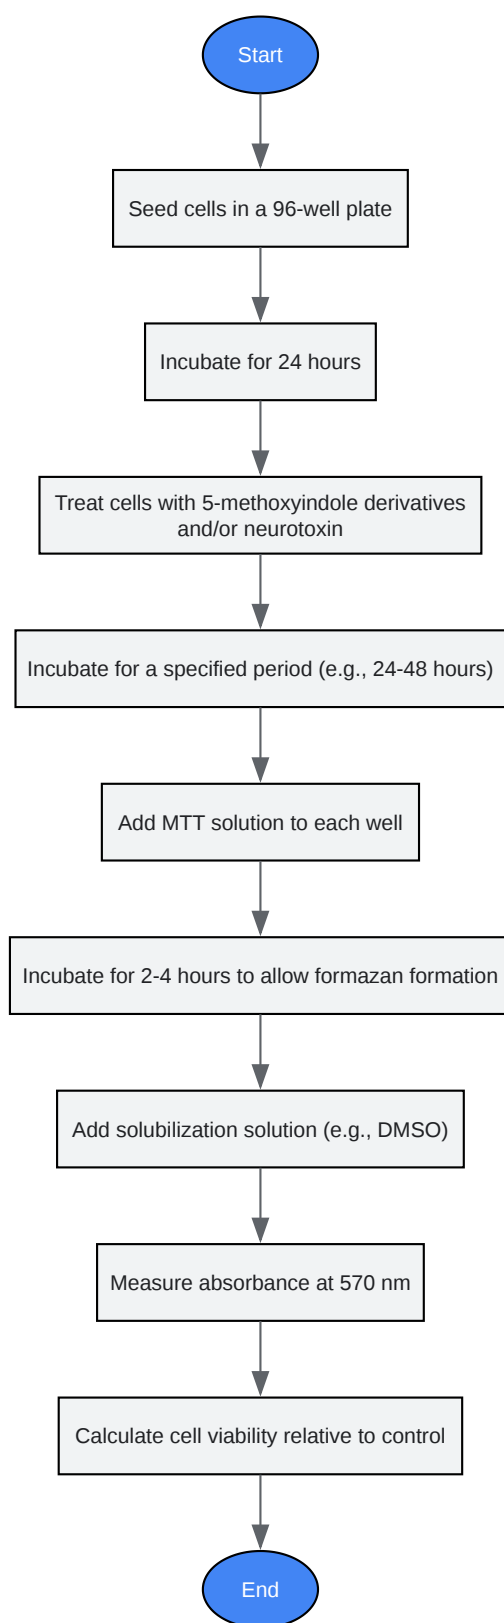 Start
Seed cells in a 96-well plate
Incubate for 24 hours
Treat cells with 5-methoxyindole derivatives
and/or neurotoxin
Incubate for a specified period (e.g., 24-48 hours)
Add MTT solution to each well
Incubate for 2-4 hours to allow formazan formation
Add solubilization solution (e.g., DMSO)
Measure absorbance at 570 nm
Calculate cell viability relative to control
End